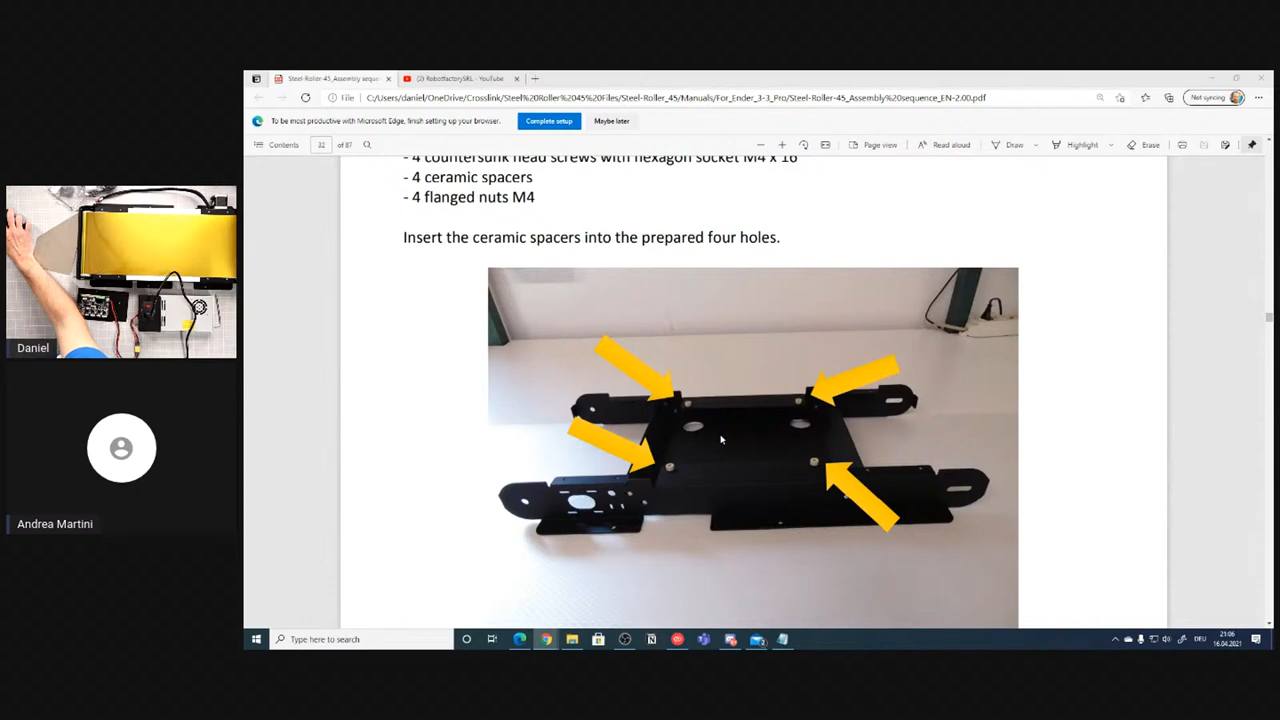 Steel-Roller-45_Assembly seque
(2) RobotfactorySRL - YouTube
File
C:/Users/daniel/OneDrive/Crosslink/Steel%20Roller%2045%20Files/Steel-Roller_45/Manuals/For_Ender_3-3_Pro/Steel-Roller-45_Assembly%20sequence_EN-2.00.pdf
Not syncing
To be most productive with Microsoft Edge, finish setting up your browser.
Complete setup
Maybe later
Contents
32
of 87
Page view
Read aloud
Draw
Highlight
Erase
- 4 countersunk head screws with hexagon socket M4 x 16
- 4 ceramic spacers
- 4 flanged nuts M4
Insert the ceramic spacers into the prepared four holes.
Daniel
Andrea Martini
Type here to search
DEU
21:06
16.04.2021